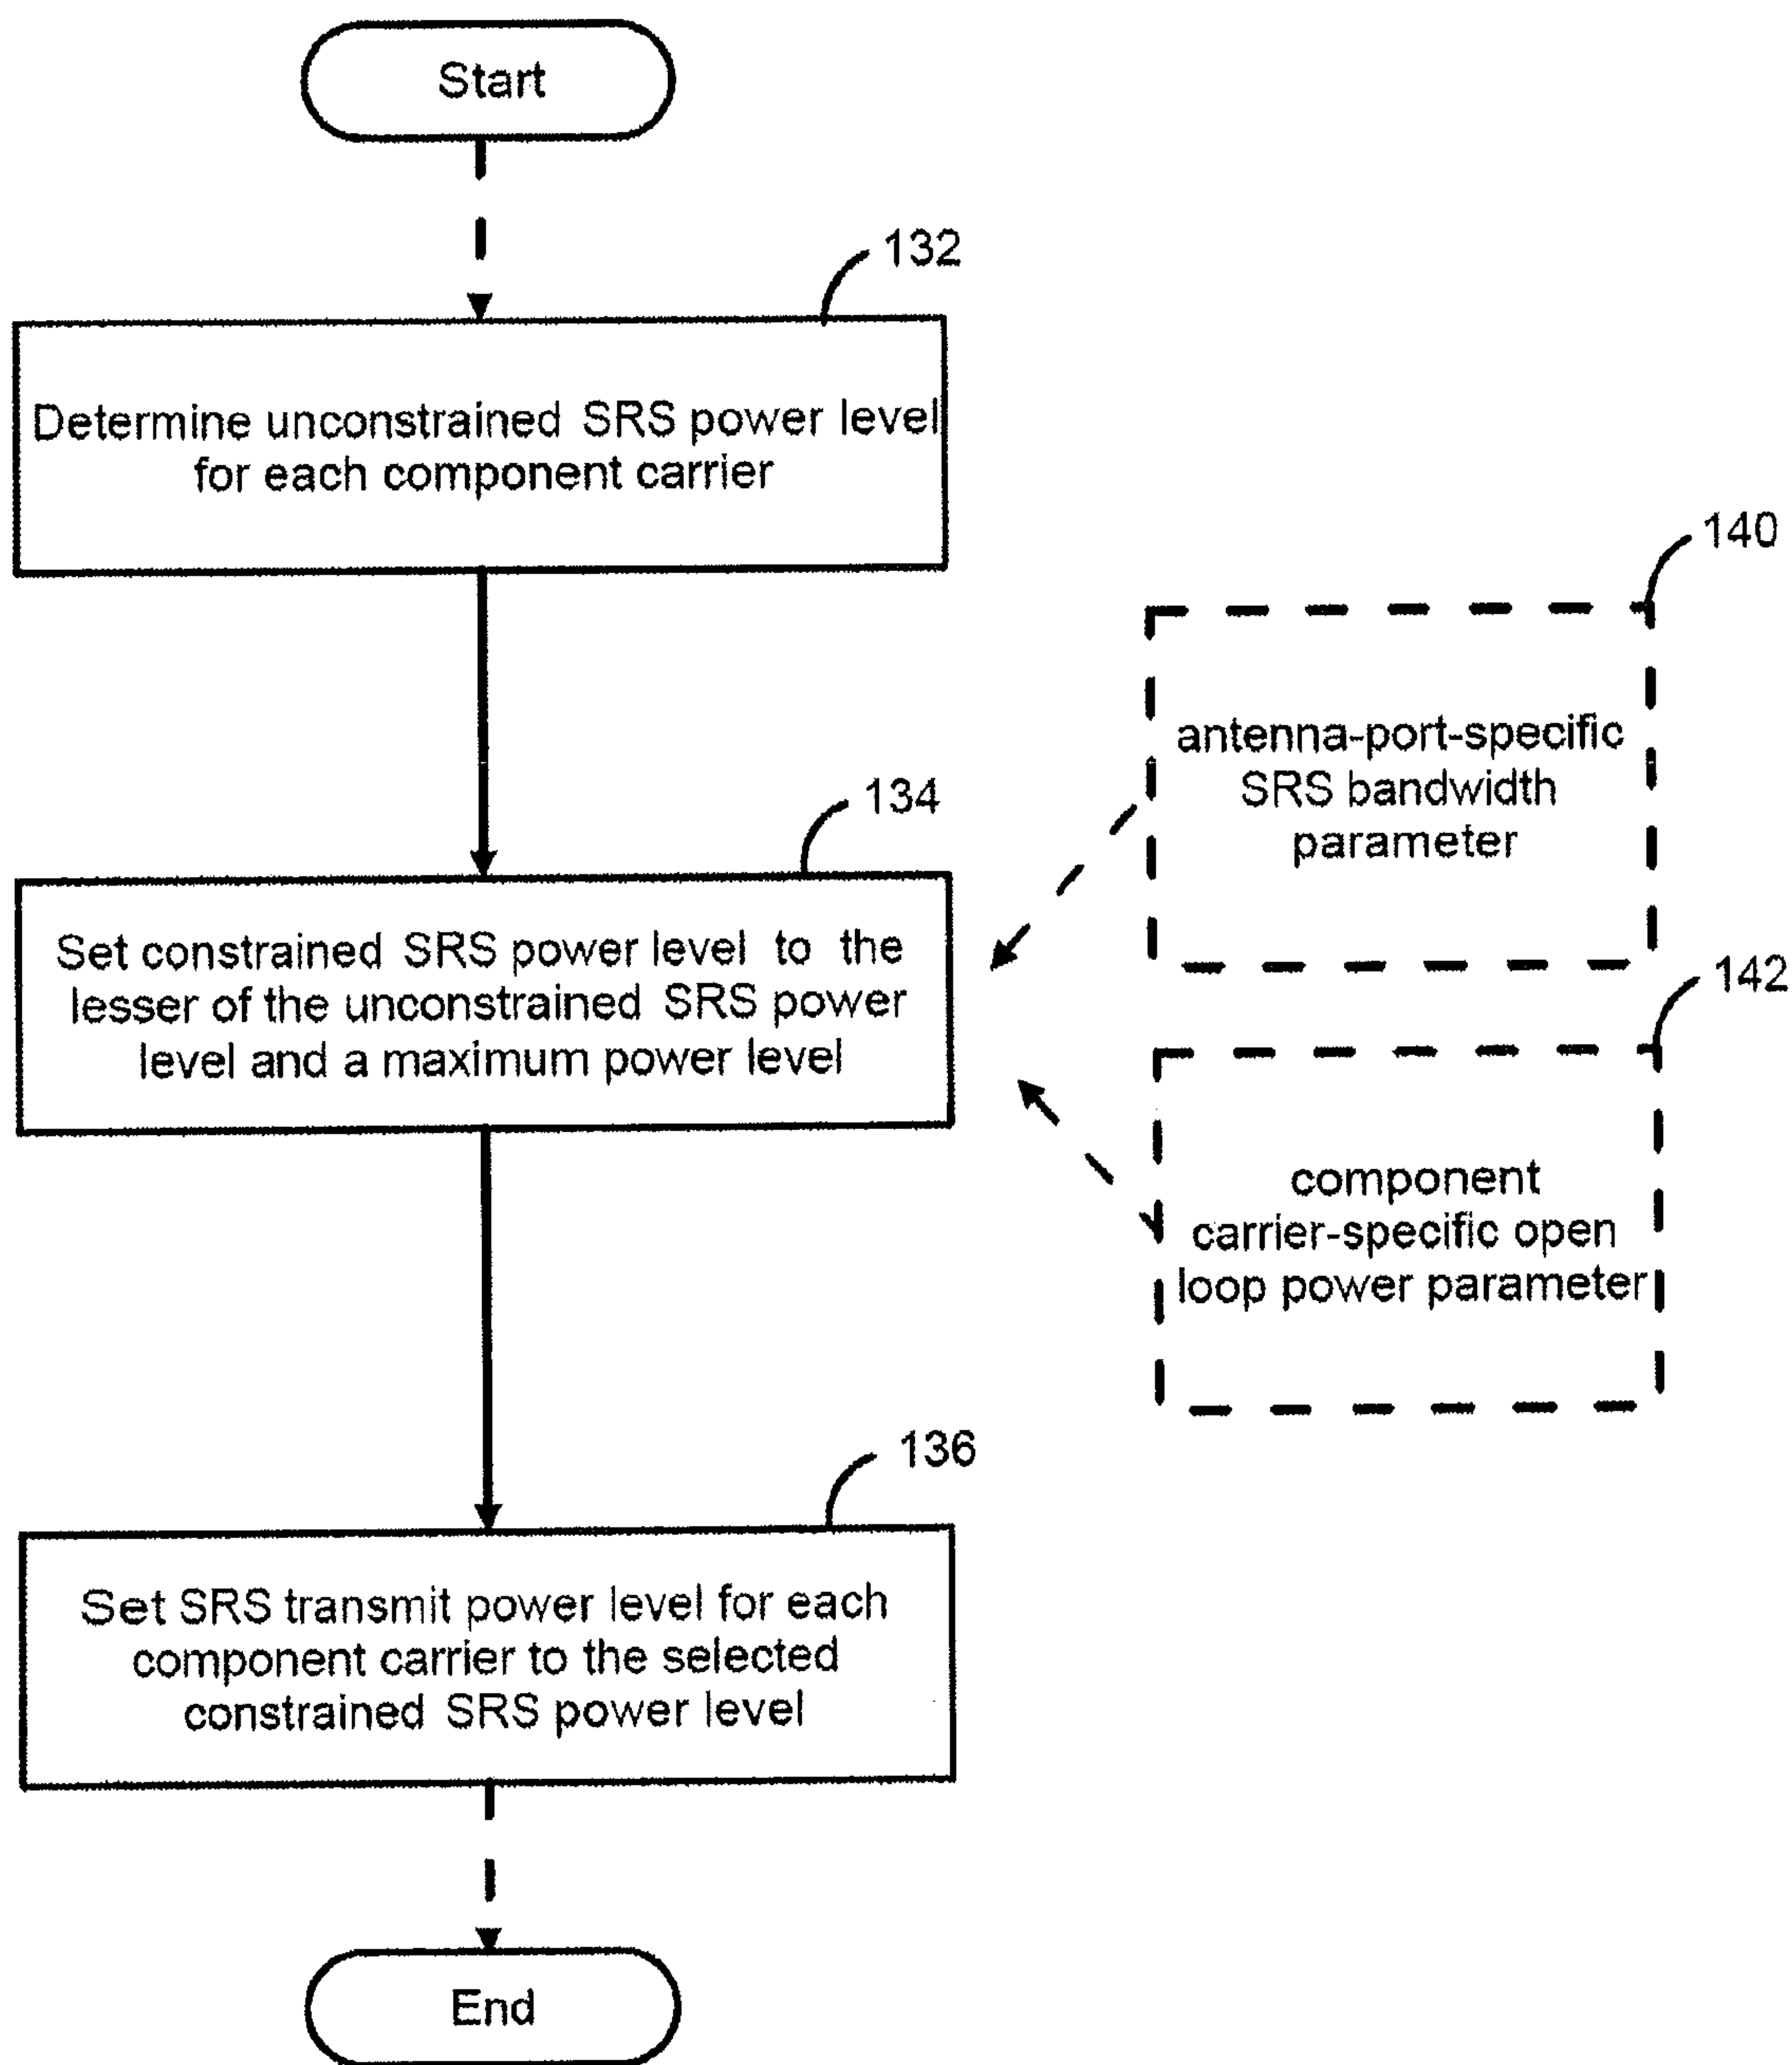 Start
132
Determine unconstrained SRS power level
for each component carrier
140
antenna-port-specific
SRS bandwidth
parameter
134
Set constrained SRS power level to the
lesser of the unconstrained SRS power
level and a maximum power level
142
component
carrier-specific open
loop power parameter
136
Set SRS transmit power level for each
component carrier to the selected
constrained SRS power level
End